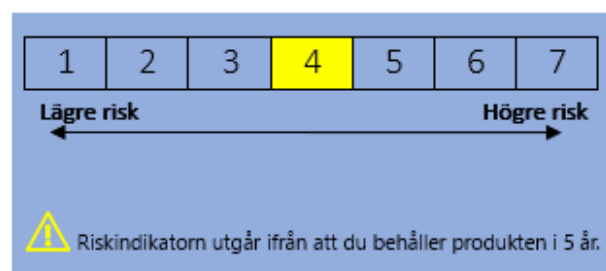 1 2 3 4 5 6 7
Lägre risk Högre risk
Riskindikatorn utgår ifrån att du behåller produkten i 5 år.